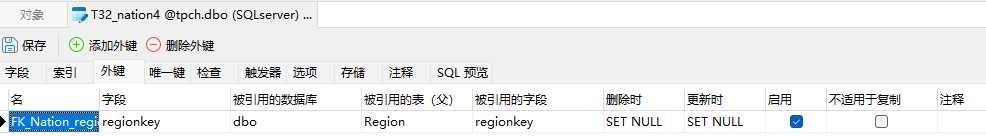 对象 T32_nation4 @tpch.dbo (SQLserver) ...
保存 添加外键 删除外键
字段 索引 外键 唯一键 检查 触发器 选项 存储 注释 SQL 预览
名 字段 被引用的数据库 被引用的表（父） 被引用的字段 删除时 更新时 启用 不适用于复制 注释
FK_Nation_regi regionkey dbo Region regionkey SET NULL SET NULL